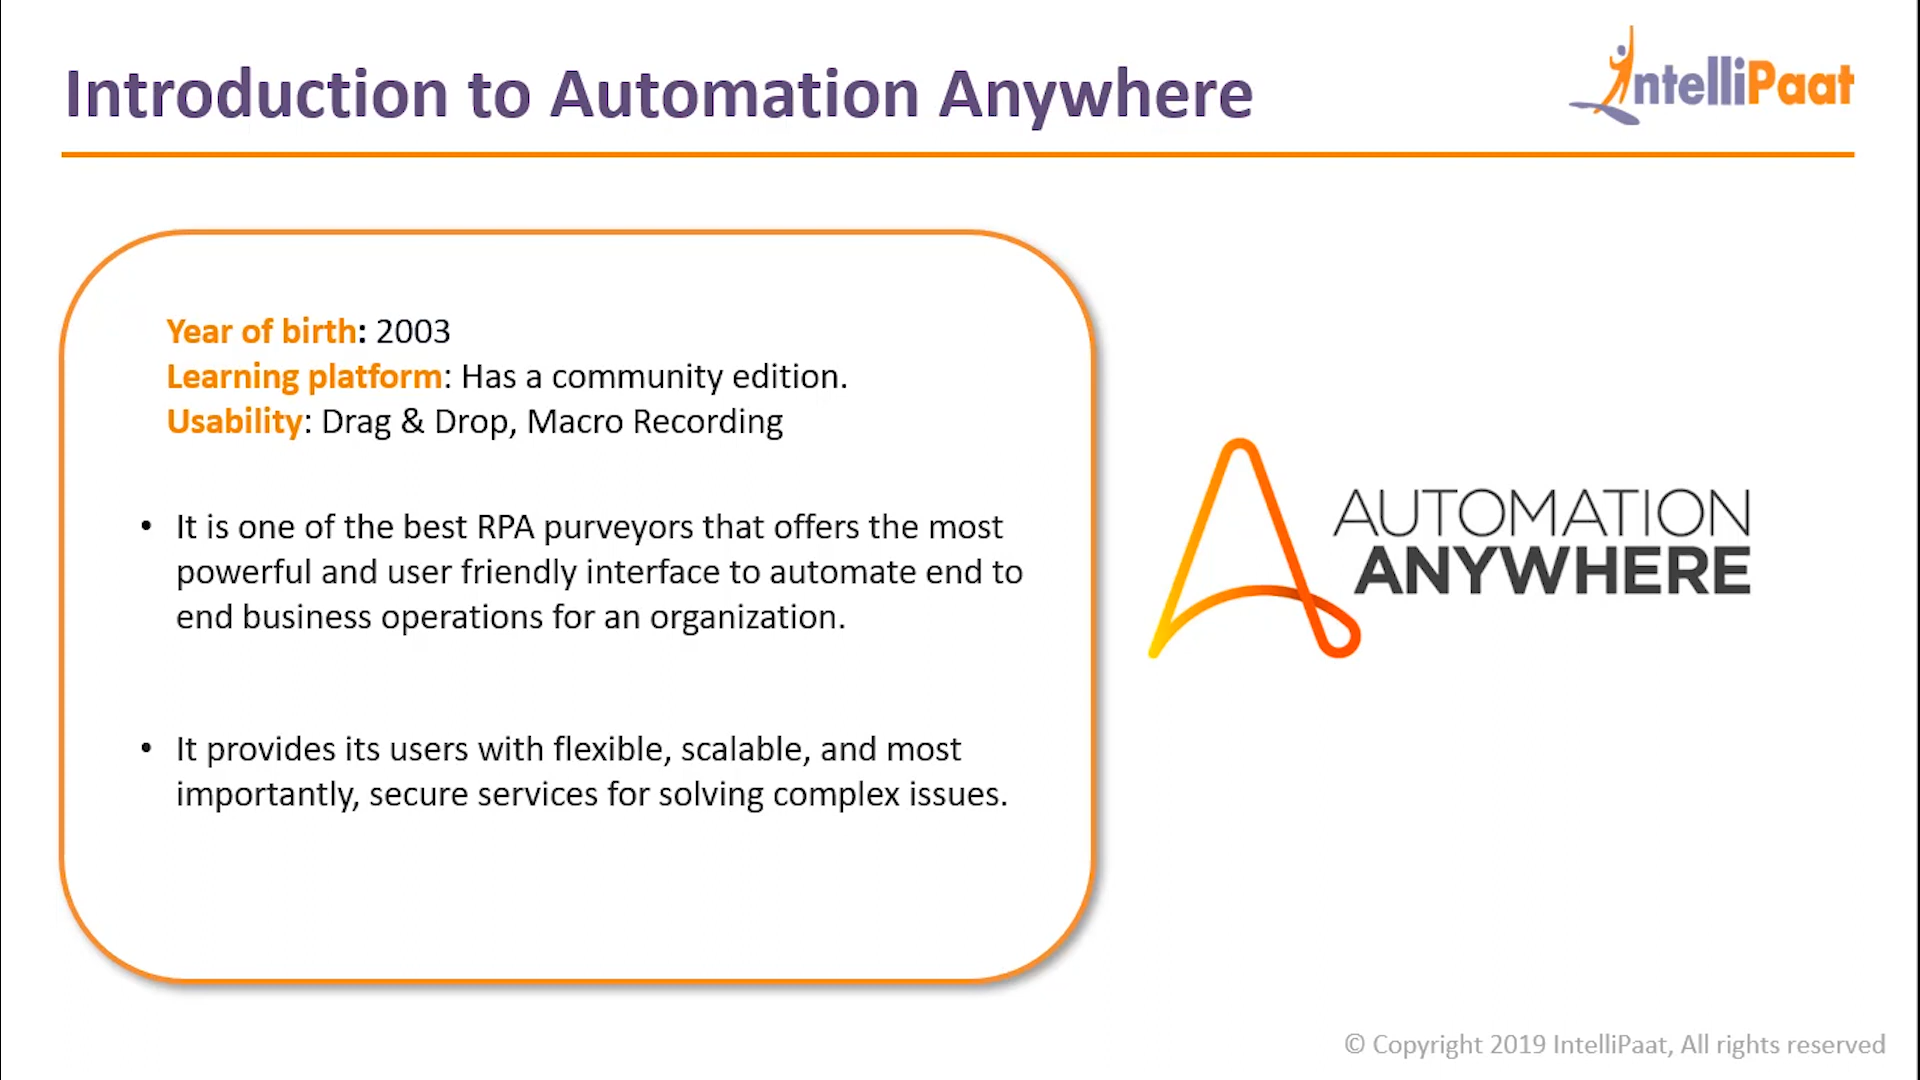 Introduction to Automation Anywhere
IntelliPaat
Year of birth: 2003
Learning platform: Has a community edition.
Usability: Drag & Drop, Macro Recording
• It is one of the best RPA purveyors that offers the most
powerful and user friendly interface to automate end to
end business operations for an organization.
• It provides its users with flexible, scalable, and most
importantly, secure services for solving complex issues.
AUTOMATION
ANYWHERE
© Copyright 2019 IntelliPaat, All rights reserved